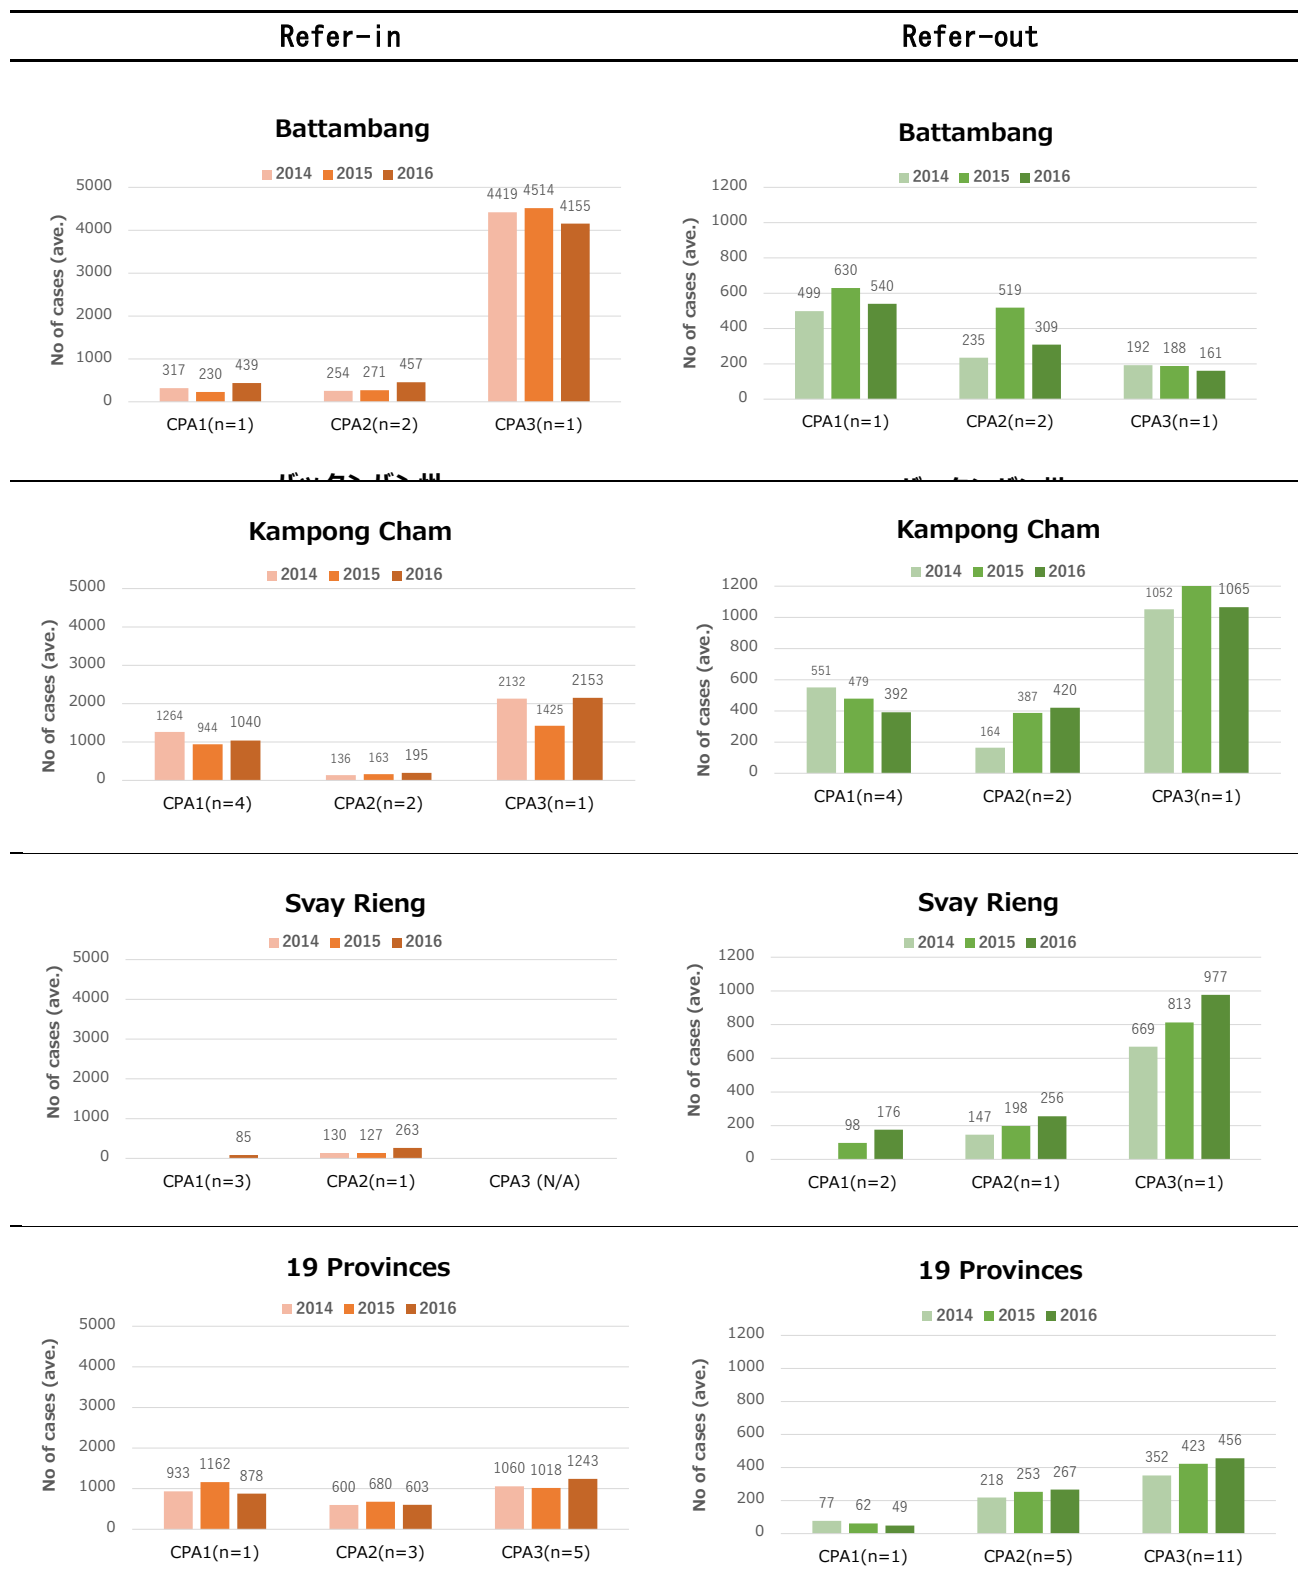 Refer-in
Refer-out
Battambang
2014 2015 2016
No of cases (ave.)
5000
4000
3000
2000
1000
0
317 230 439
254 271 457
4419 4514 4155
CPA1(n=1) CPA2(n=2) CPA3(n=1)
Battambang
2014 2015 2016
No of cases (ave.)
1200
1000
800
600
400
200
0
499 630 540
235 519 309
192 188 161
CPA1(n=1) CPA2(n=2) CPA3(n=1)
Kampong Cham
2014 2015 2016
No of cases (ave.)
5000
4000
3000
2000
1000
0
1264 944 1040
136 163 195
2132 1425 2153
CPA1(n=4) CPA2(n=2) CPA3(n=1)
Kampong Cham
2014 2015 2016
No of cases (ave.)
1200
1000
800
600
400
200
0
551 479 392
164 387 420
1052 1065
CPA1(n=4) CPA2(n=2) CPA3(n=1)
Svay Rieng
2014 2015 2016
No of cases (ave.)
5000
4000
3000
2000
1000
0
85
130 127 263
CPA1(n=3) CPA2(n=1) CPA3 (N/A)
Svay Rieng
2014 2015 2016
No of cases (ave.)
1200
1000
800
600
400
200
0
98 176
147 198 256
669 813 977
CPA1(n=2) CPA2(n=1) CPA3(n=1)
19 Provinces
2014 2015 2016
No of cases (ave.)
5000
4000
3000
2000
1000
0
933 1162 878
600 680 603
1060 1018 1243
CPA1(n=1) CPA2(n=3) CPA3(n=5)
19 Provinces
2014 2015 2016
No of cases (ave.)
1200
1000
800
600
400
200
0
77 62 49
218 253 267
352 423 456
CPA1(n=1) CPA2(n=5) CPA3(n=11)